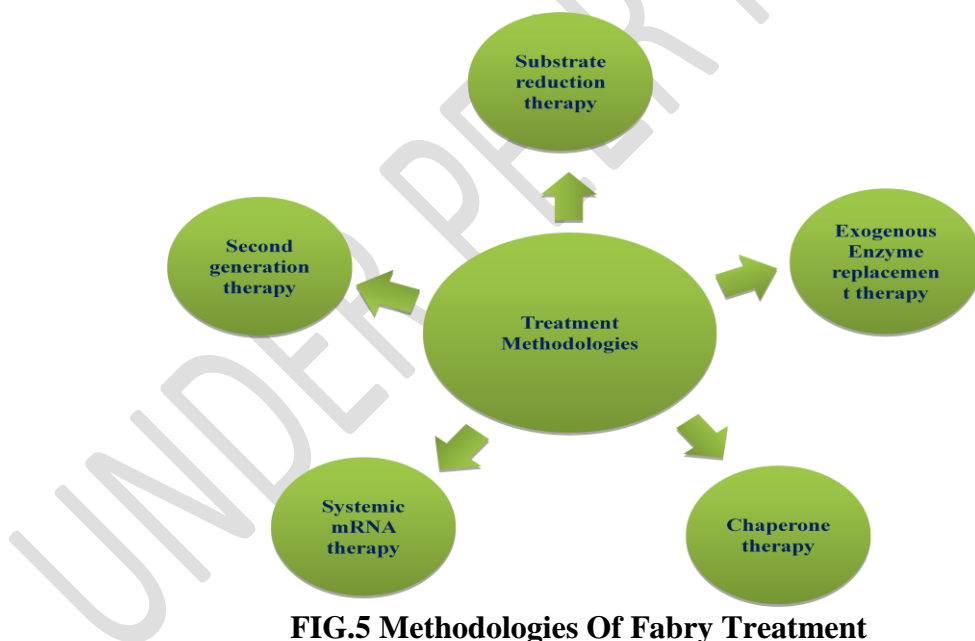 UNDER PEER
Substrate
reduction
therapy
Exogenous
Enzyme
replacemen
t therapy
Second
generation
therapy
Treatment
Methodologies
Systemic
mRNA
therapy
Chaperone
therapy
FIG.5 Methodologies Of Fabry Treatment